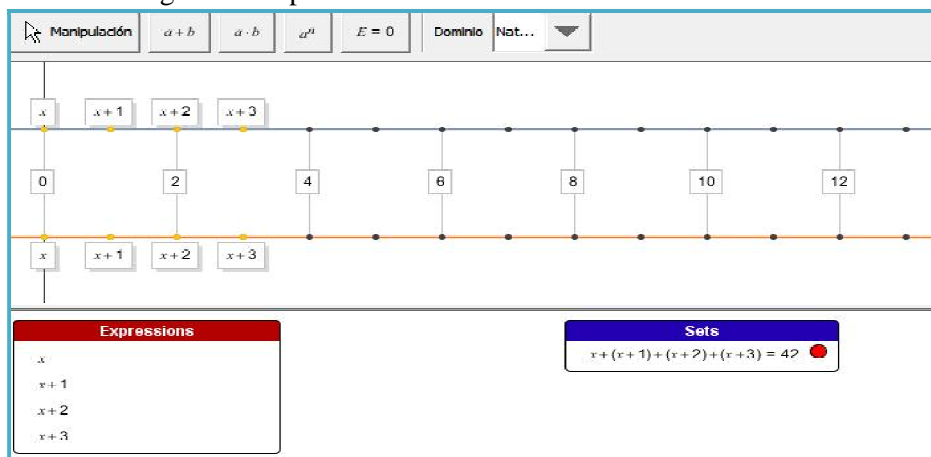 Manipulación a + b a · b aⁿ E = 0 Dominio Nat...
x x + 1 x + 2 x + 3
0 2 4 6 8 10 12
x x + 1 x + 2 x + 3
Expressions
x
x + 1
x + 2
x + 3
Sets
x + (x + 1) + (x + 2) + (x + 3) = 42